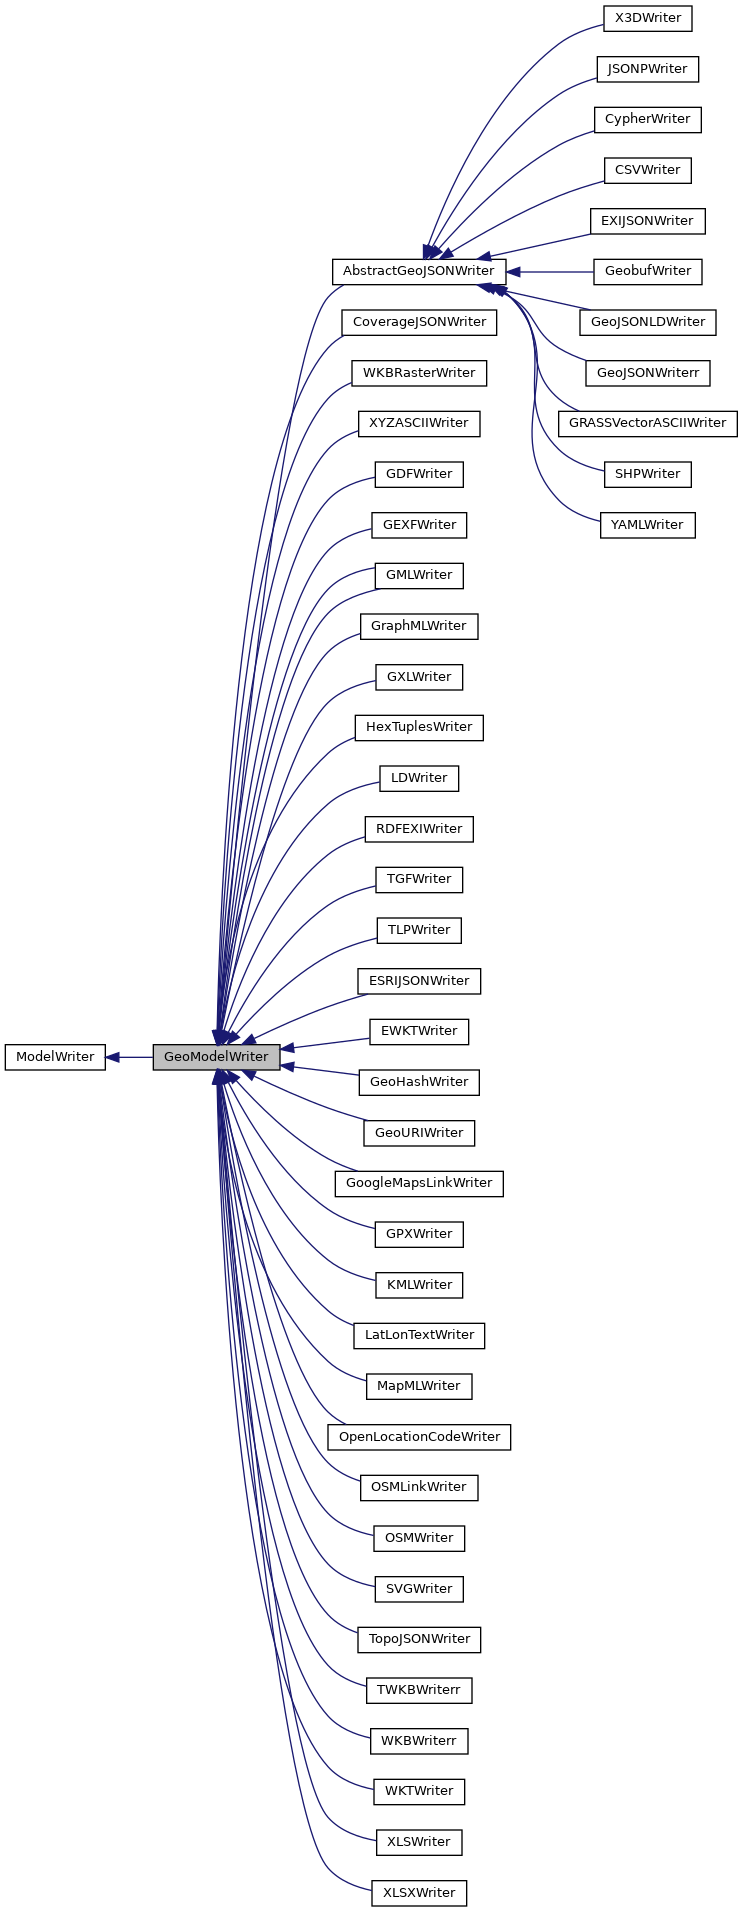 X3DWriter
JSONPWriter
CypherWriter
CSVWriter
EXIJSONWriter
AbstractGeoJSONWriter
GeobufWriter
CoverageJSONWriter
GeoJSONLDWriter
WKBRasterWriter
GeoJSONWriterr
XYZASCIIWriter
GRASSVectorASCIIWriter
GDFWriter
SHPWriter
GEXFWriter
YAMLWriter
GMLWriter
GraphMLWriter
GXLWriter
HexTuplesWriter
LDWriter
RDFEXIWriter
TGFWriter
TLPWriter
ESRIJSONWriter
EWKTWriter
ModelWriter
GeoModelWriter
GeoHashWriter
GeoURIWriter
GoogleMapsLinkWriter
GPXWriter
KMLWriter
LatLonTextWriter
MapMLWriter
OpenLocationCodeWriter
OSMLinkWriter
OSMWriter
SVGWriter
TopoJSONWriter
TWKBWriterr
WKBWriterr
WKTWriter
XLSWriter
XLSXWriter